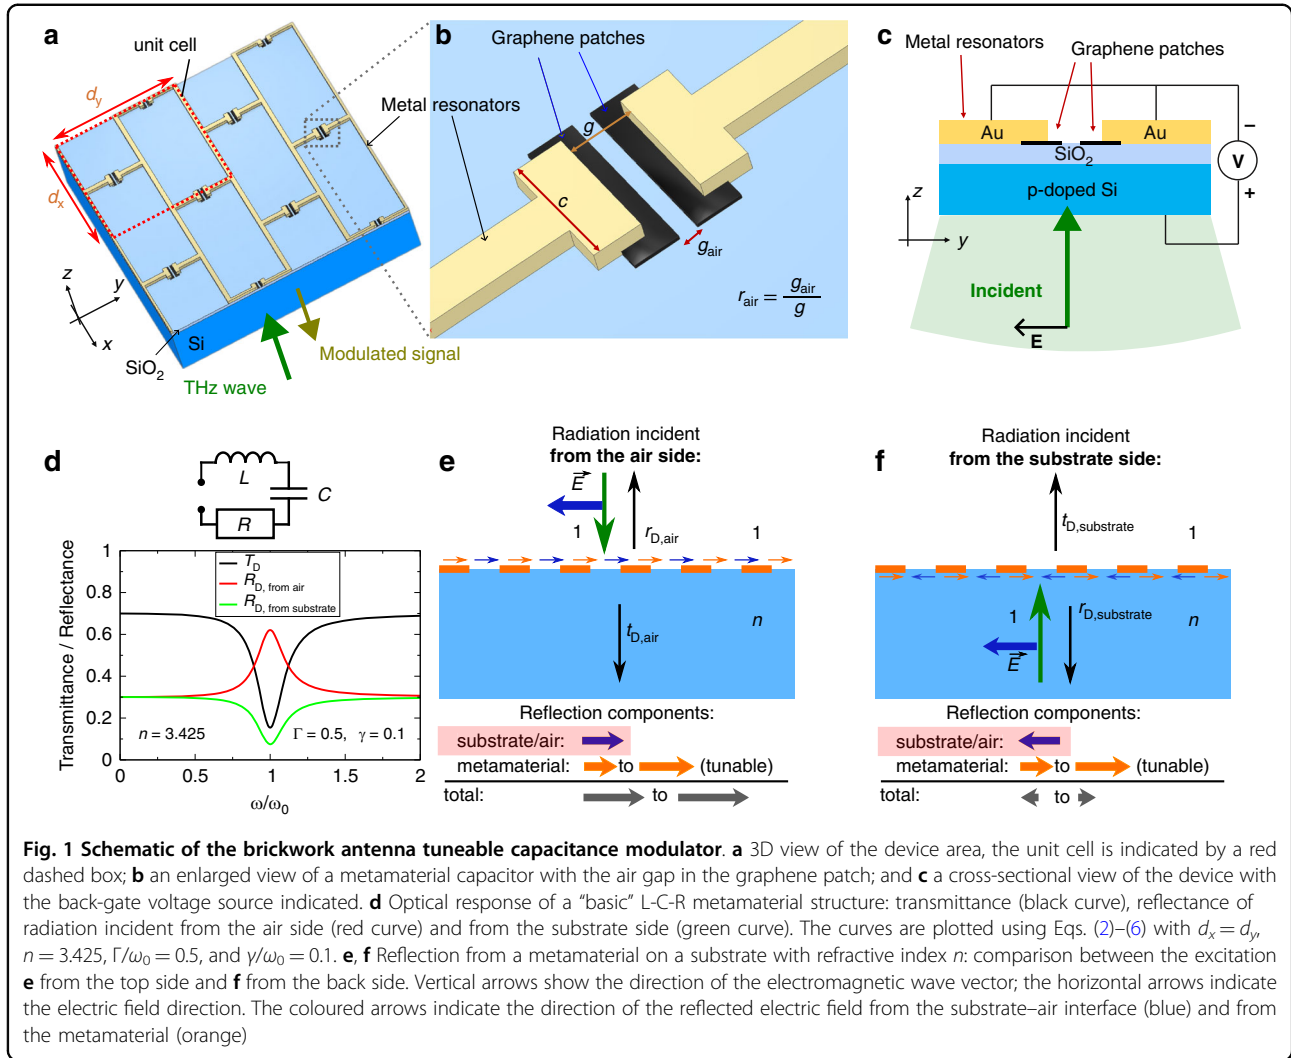 a
unit cell
d_y
d_x
z
y
x
SiO₂
Si
THz wave
Modulated signal
b
Graphene patches
Metal resonators
g
c
g_air
r_air = g_air / g
c
Metal resonators
Graphene patches
Au
Au
SiO₂
p-doped Si
V
−
+
z
y
Incident
E
d
L
C
R
Transmittance / Reflectance
1
0.8
0.6
0.4
0.2
0
T_D
R_D, from air
R_D, from substrate
n = 3.425
Γ = 0.5, γ = 0.1
0
0.5
1
1.5
2
ω/ω₀
e
Radiation incident
from the air side:
E
1
r_D,air
1
t_D,air
n
Reflection components:
substrate/air:
metamaterial: to (tunable)
total: to
f
Radiation incident
from the substrate side:
t_D,substrate
1
1
r_D,substrate
n
E
Reflection components:
substrate/air:
metamaterial: to (tunable)
total: to
Fig. 1 Schematic of the brickwork antenna tuneable capacitance modulator. a 3D view of the device area, the unit cell is indicated by a red
dashed box; b an enlarged view of a metamaterial capacitor with the air gap in the graphene patch; and c a cross-sectional view of the device with
the back-gate voltage source indicated. d Optical response of a “basic” L-C-R metamaterial structure: transmittance (black curve), reflectance of
radiation incident from the air side (red curve) and from the substrate side (green curve). The curves are plotted using Eqs. (2)–(6) with d_x = d_y,
n = 3.425, Γ/ω₀ = 0.5, and γ/ω₀ = 0.1. e, f Reflection from a metamaterial on a substrate with refractive index n: comparison between the excitation
e from the top side and f from the back side. Vertical arrows show the direction of the electromagnetic wave vector; the horizontal arrows indicate
the electric field direction. The coloured arrows indicate the direction of the reflected electric field from the substrate–air interface (blue) and from
the metamaterial (orange)